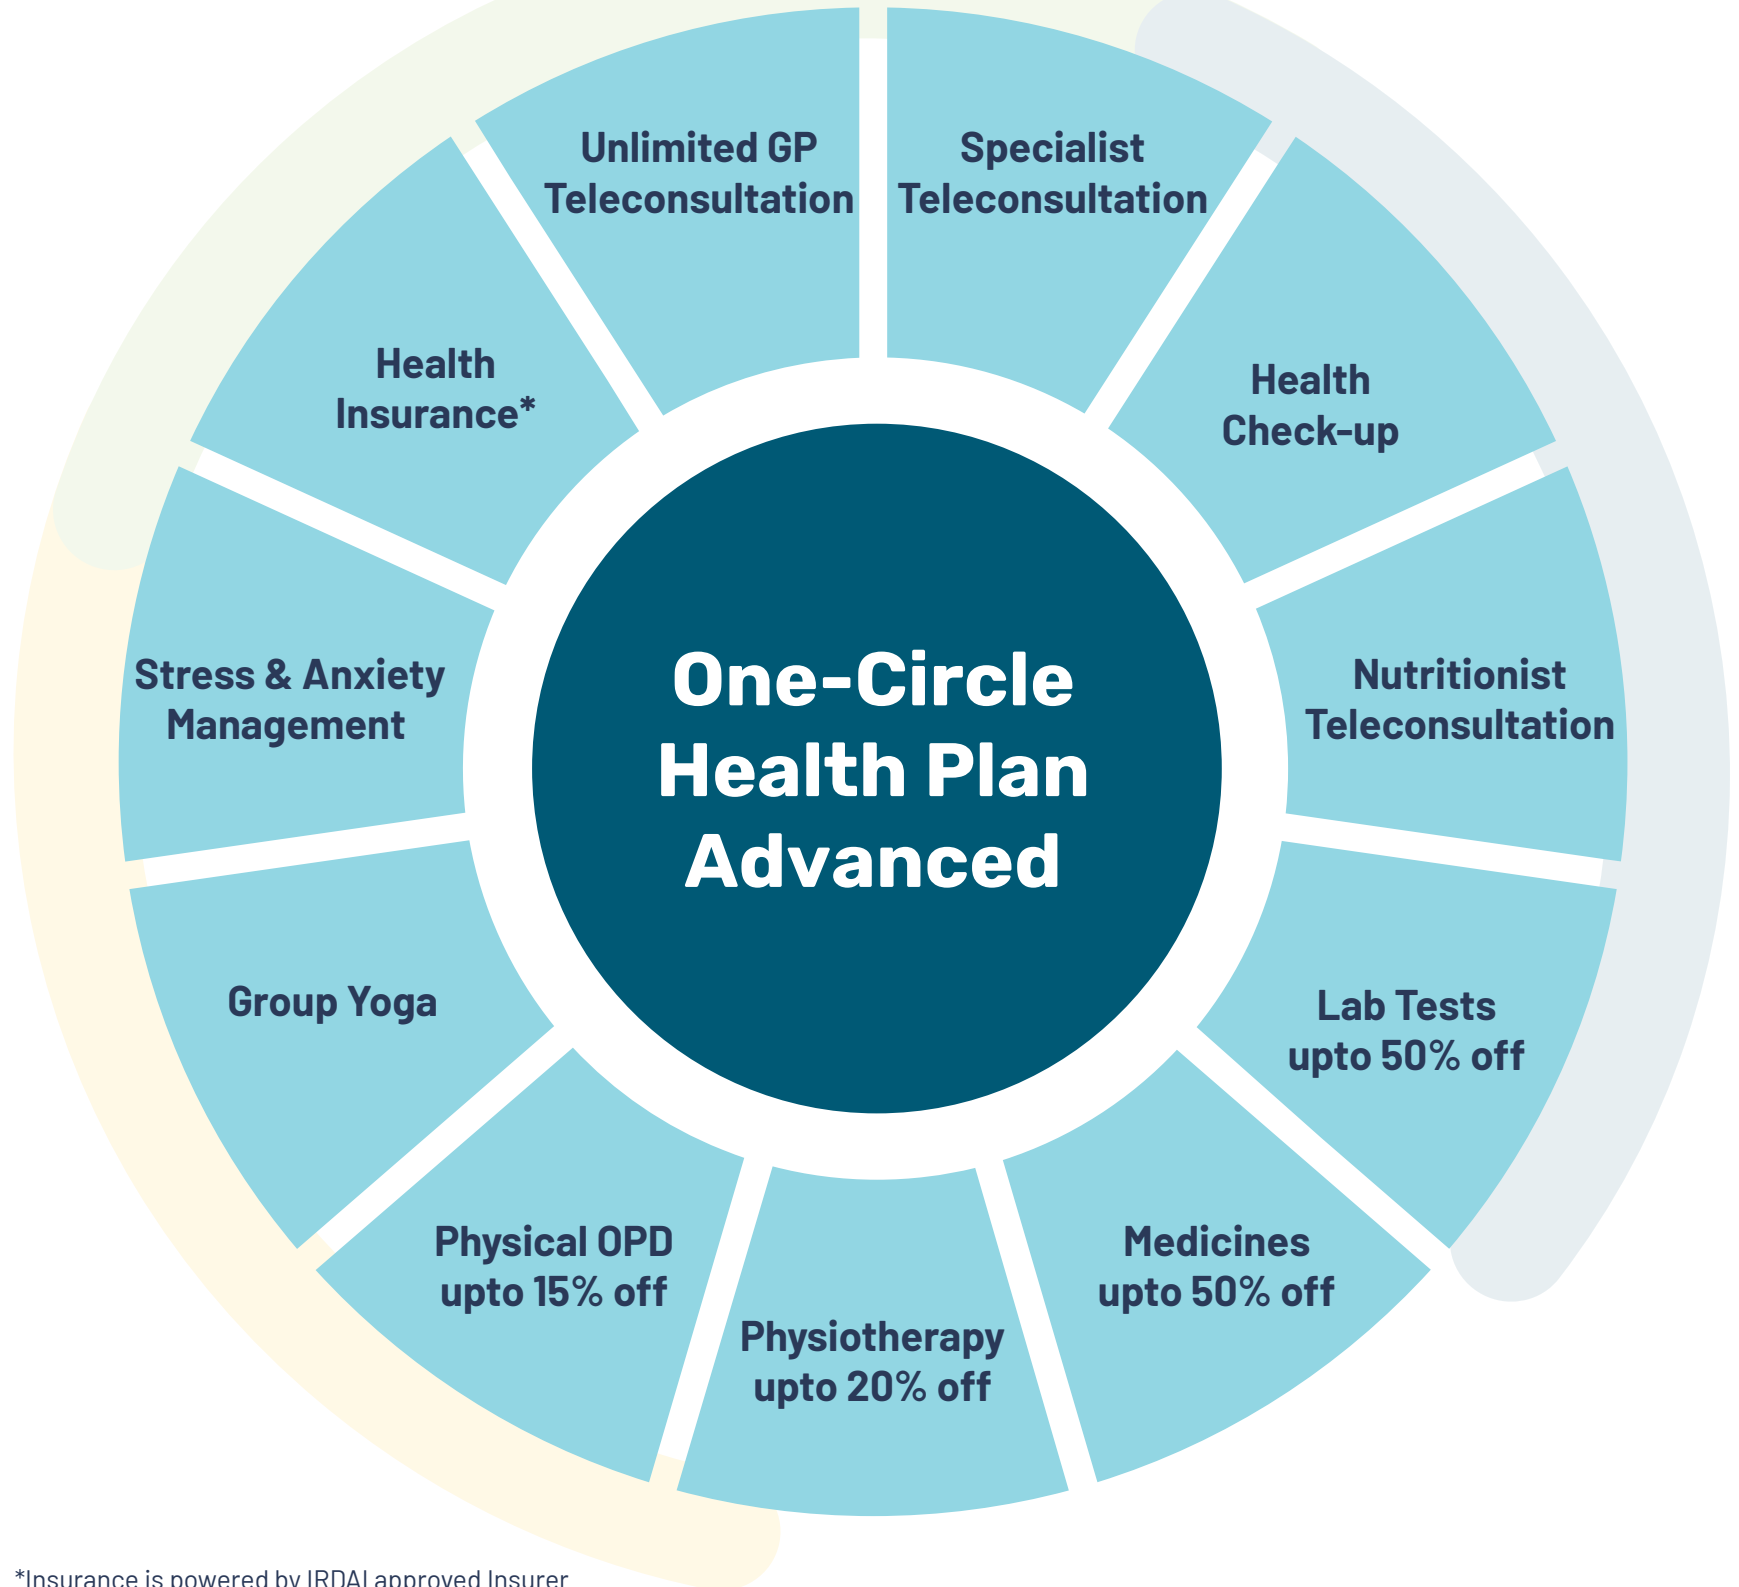 Unlimited GP
Teleconsultation
Specialist
Teleconsultation
Health
Check-up
Nutritionist
Teleconsultation
Lab Tests
upto 50% off
Medicines
upto 50% off
Physiotherapy
upto 20% off
Physical OPD
upto 15% off
Group Yoga
Stress & Anxiety
Management
Health
Insurance*
One-Circle
Health Plan
Advanced
*Insurance is powered by IRDAI approved Insurer